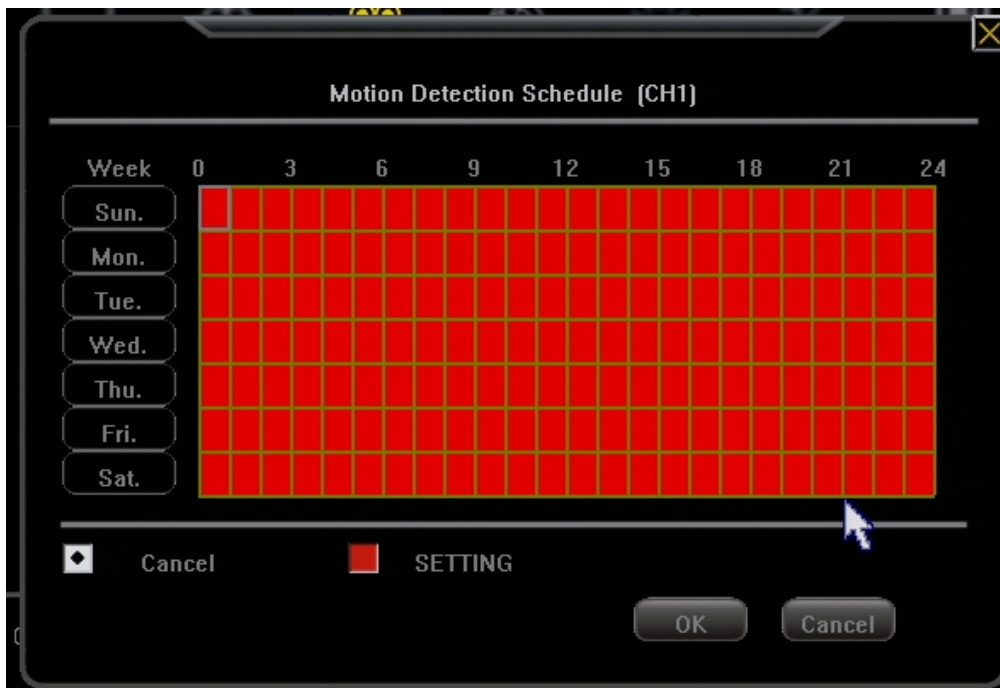 Motion Detection Schedule (CH1)
Week 0 3 6 9 12 15 18 21 24
Sun.
Mon.
Tue.
Wed.
Thu.
Fri.
Sat.
Cancel SETTING
OK Cancel